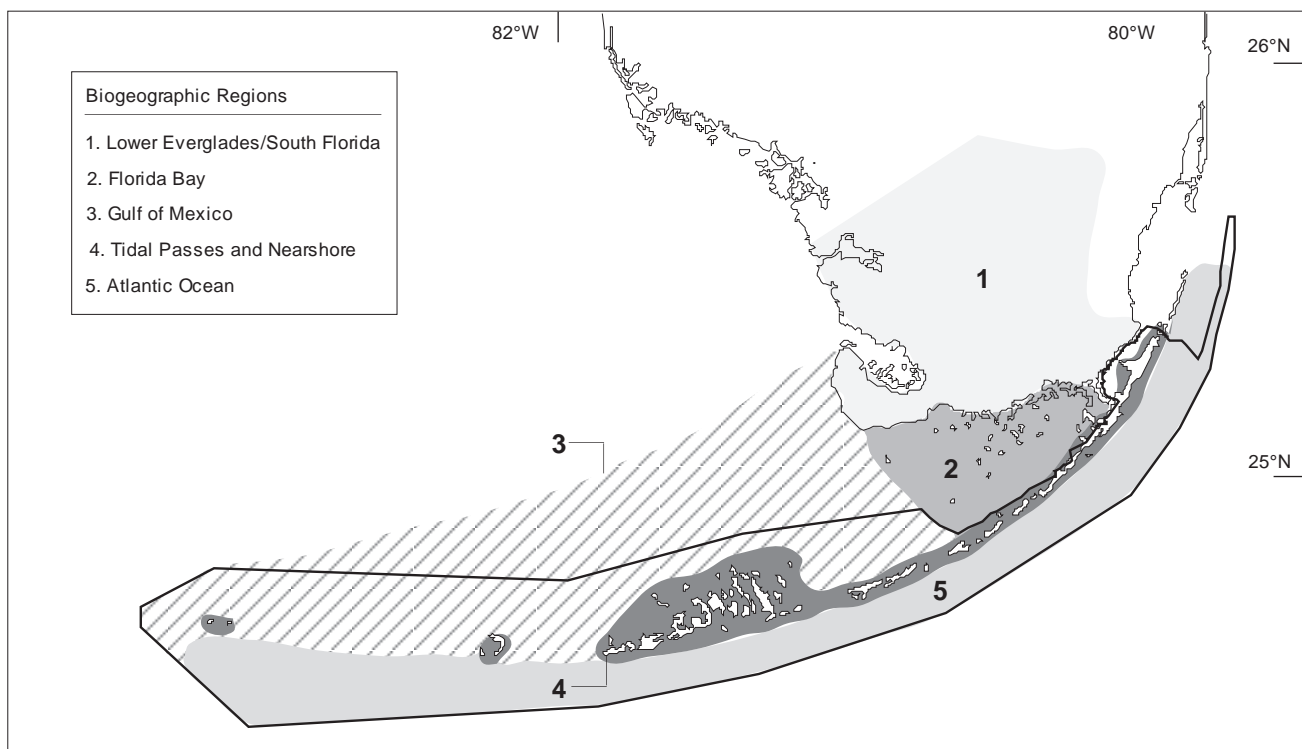 82°W
80°W
26°N
Biogeographic Regions
1. Lower Everglades/South Florida
2. Florida Bay
3. Gulf of Mexico
4. Tidal Passes and Nearshore
5. Atlantic Ocean
1
3
2
25°N
5
4